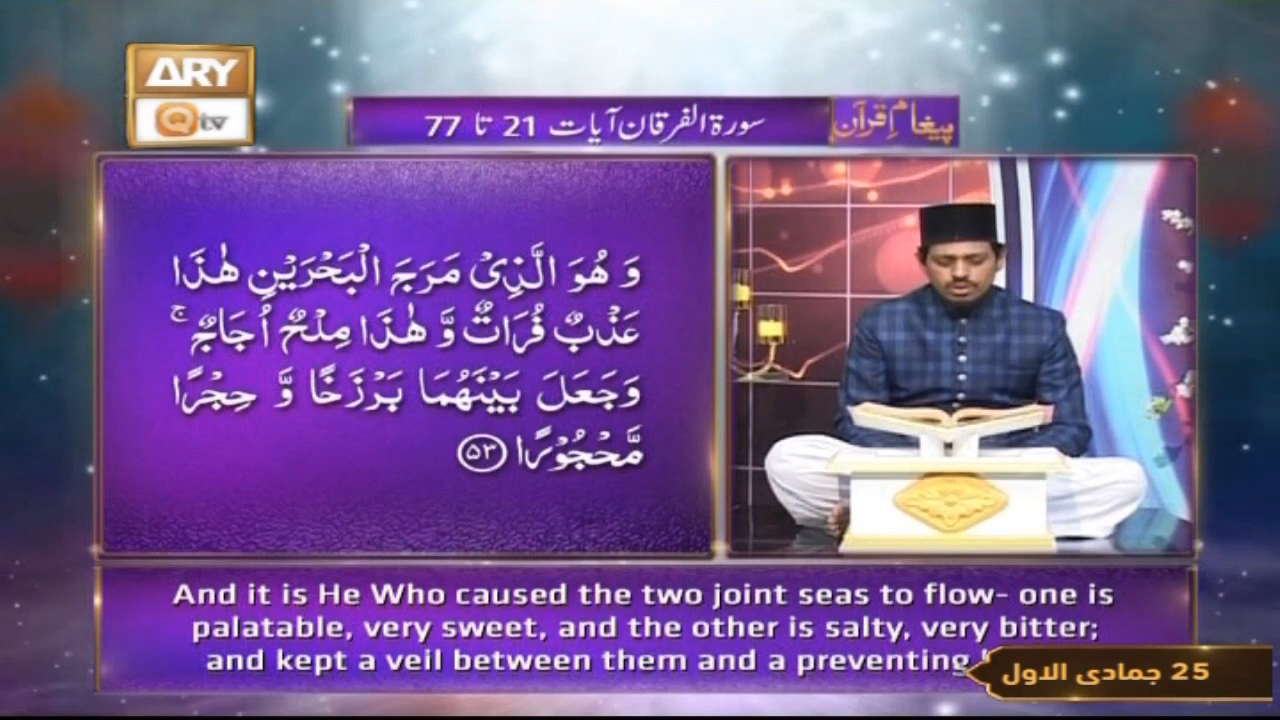 ARY
Qtv
پیغامِ قرآن
سورۃ الفرقان آیات 21 تا 77
وَ هُوَ الَّذِیْ مَرَجَ الْبَحْرَیْنِ هٰذَا
عَذْبٌ فُرَاتٌ وَّ هٰذَا مِلْحٌ اُجَاجٌ ۚ
وَجَعَلَ بَیْنَهُمَا بَرْزَخًا وَّ حِجْرًا
مَّحْجُوْرًا ۵۳
And it is He Who caused the two joint seas to flow- one is
palatable, very sweet, and the other is salty, very bitter;
and kept a veil between them and a preventing
25 جمادی الاول